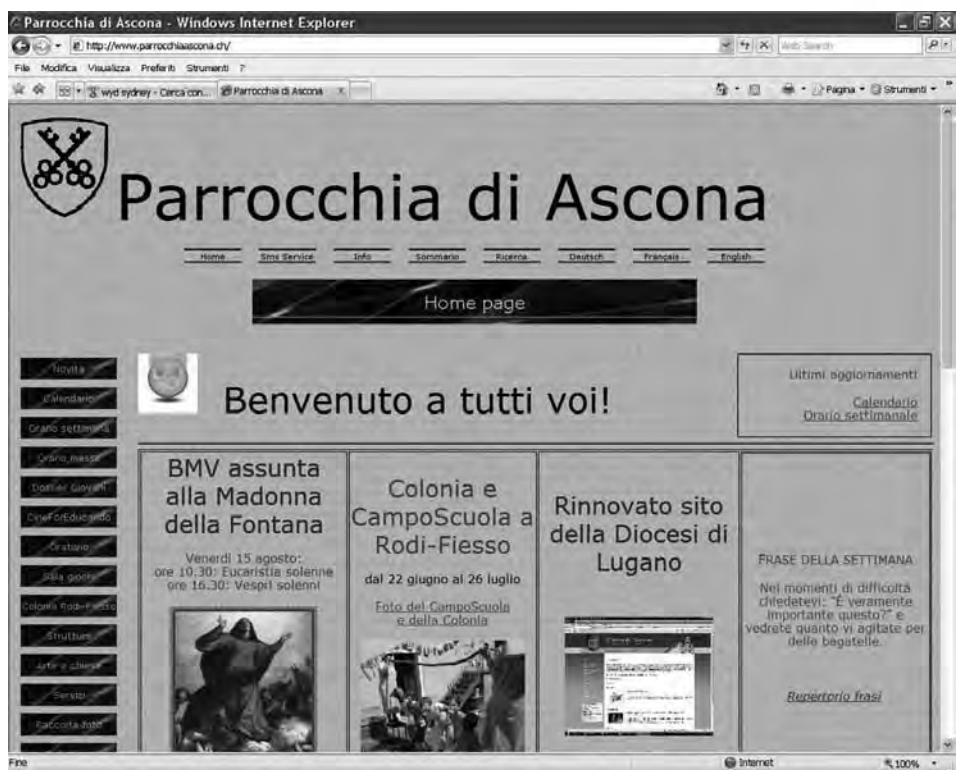 Parrocchia di Ascona - Windows Internet Explorer
http://www.parrocchiaascona.ch/
Web Search
File Modifica Visualizza Preferiti Strumenti ?
wyd sydney - Cerca con... Parrocchia di Ascona X
Pagina Strumenti
Parrocchia di Ascona
Home Sms Service Info Sommario Ricerca Deutsch Français English
Home page
Novità
Calendario
Orario settimana
Orario messe
Dossier Giovani
CineForEducando
Oratorio
Sala giochi
Colonia Rodi-Fiesso
Strutture
Arte e chiese
Servizi
Raccolta foto
Benvenuto a tutti voi!
Ultimi aggiornamenti
Calendario
Orario settimanale
BMV assunta
alla Madonna
della Fontana
Venerdì 15 agosto:
ore 10.30: Eucaristia solenne
ore 16.30: Vespri solenni
Colonia e
CampoScuola a
Rodi-Fiesso
dal 22 giugno al 26 luglio
Foto del CampoScuola
e della Colonia
Rinnovato sito
della Diocesi di
Lugano
FRASE DELLA SETTIMANA
Nei momenti di difficoltà
chiedetevi: "È veramente
importante questo?" e
vedrete quanto vi agitate per
delle bagatelle.
Repertorio frasi
Fine
Internet
100%